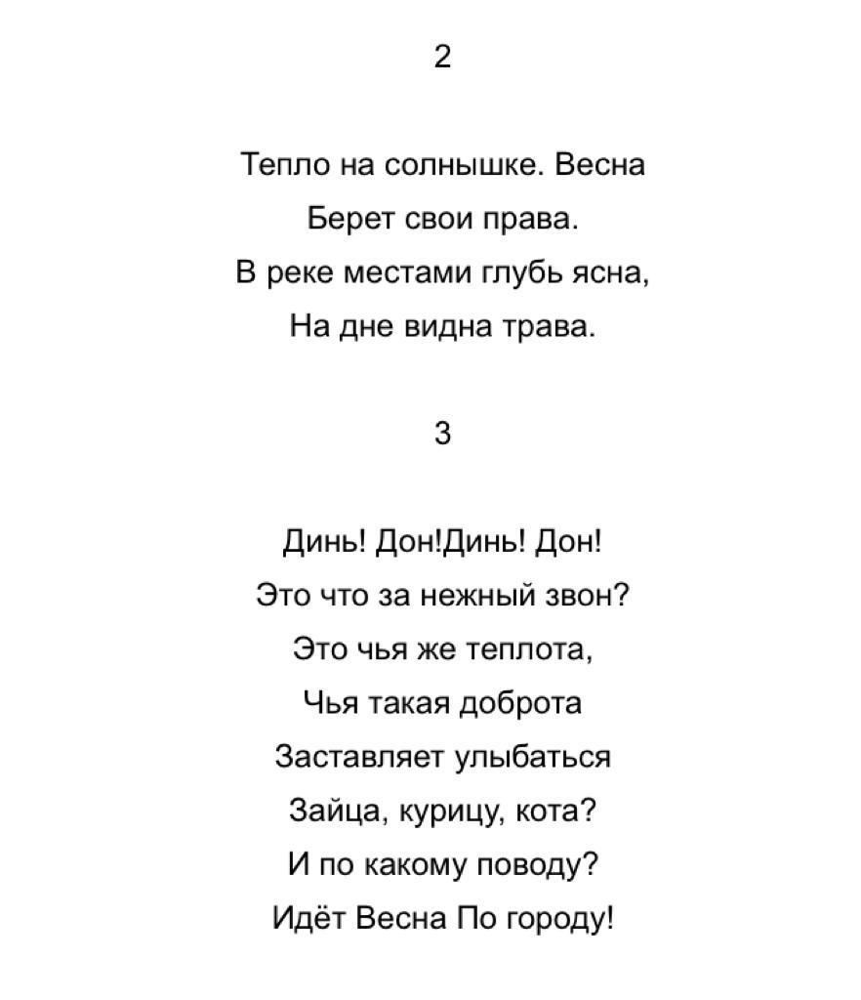 2
Тепло на солнышке. Весна
Берет свои права.
В реке местами глубь ясна,
На дне видна трава.
3
Динь! Дон!Динь! Дон!
Это что за нежный звон?
Это чья же теплота,
Чья такая доброта
Заставляет улыбаться
Зайца, курицу, кота?
И по какому поводу?
Идёт Весна По городу!